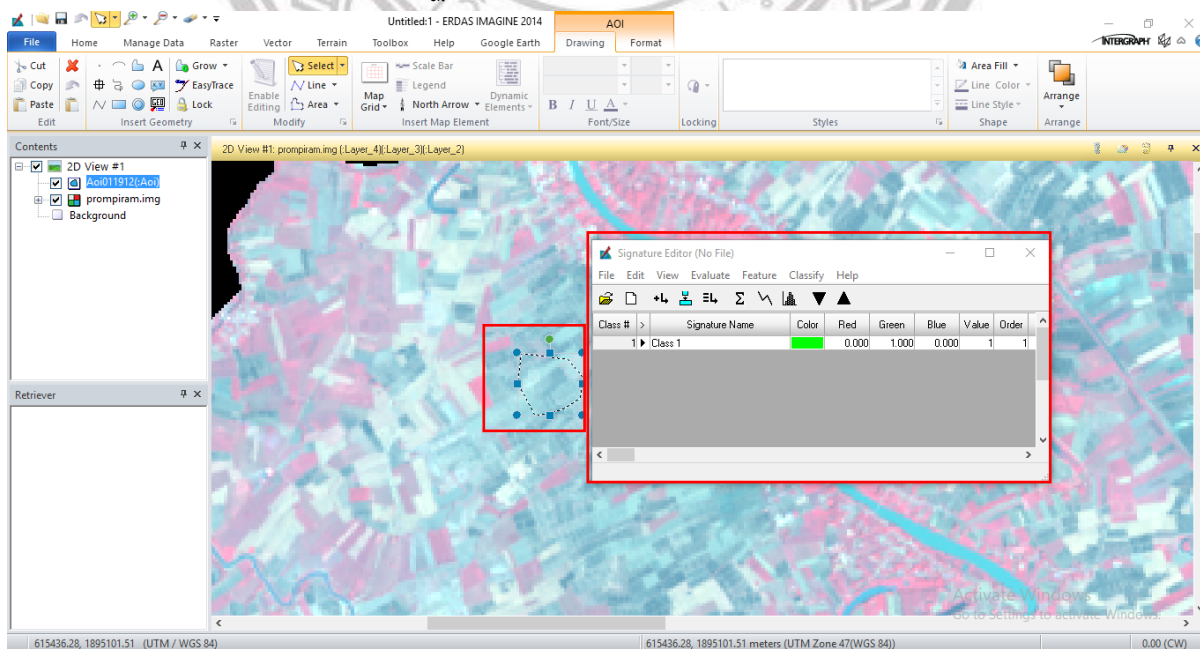 Untitled:1 - ERDAS IMAGINE 2014
AOI
File Home Manage Data Raster Vector Terrain Toolbox Help Google Earth Drawing Format
INTERGRAPH
Cut
Copy
Paste
Edit
A
Grow
EasyTrace
Lock
Insert Geometry
Enable
Editing
Select
Line
Area
Modify
Map
Grid
Scale Bar
Legend
North Arrow
Dynamic
Elements
Insert Map Element
B I U A
Font/Size
Locking
Styles
Area Fill
Line Color
Line Style
Shape
Arrange
Arrange
Contents
2D View #1
Aoi011912(:Aoi)
prompiram.img
Background
Retriever
2D View #1: prompiram.img (:Layer_4)(:Layer_3)(:Layer_2)
Signature Editor (No File)
File Edit View Evaluate Feature Classify Help
Class # > Signature Name Color Red Green Blue Value Order
1 Class 1 0.000 1.000 0.000 1 1
Activate Windows
Go to Settings to activate Windows.
615436.28, 1895101.51 (UTM / WGS 84)
615436.28, 1895101.51 meters (UTM Zone 47(WGS 84))
0.00 (CW)